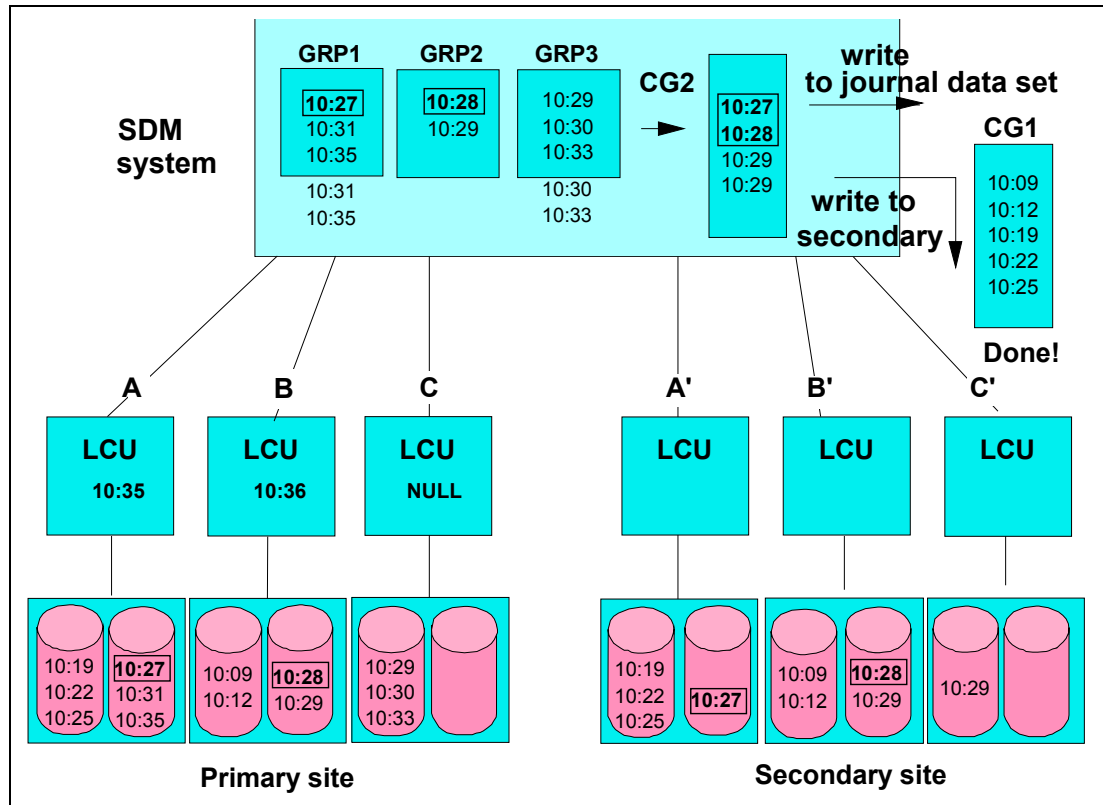 GRP1 GRP2 GRP3
10:27
10:31
10:35
10:31
10:35
10:28
10:29
10:29
10:30
10:33
10:30
10:33
SDM
system
CG2
10:27
10:28
10:29
10:29
write
to journal data set
write to
secondary
CG1
10:09
10:12
10:19
10:22
10:25
Done!
A B C A' B' C'
LCU
10:35
LCU
10:36
LCU
NULL
LCU
LCU
LCU
10:19
10:22
10:25
10:27
10:31
10:35
10:09
10:12
10:28
10:29
10:29
10:30
10:33
10:19
10:22
10:25
10:27
10:09
10:12
10:28
10:29
10:29
Primary site
Secondary site